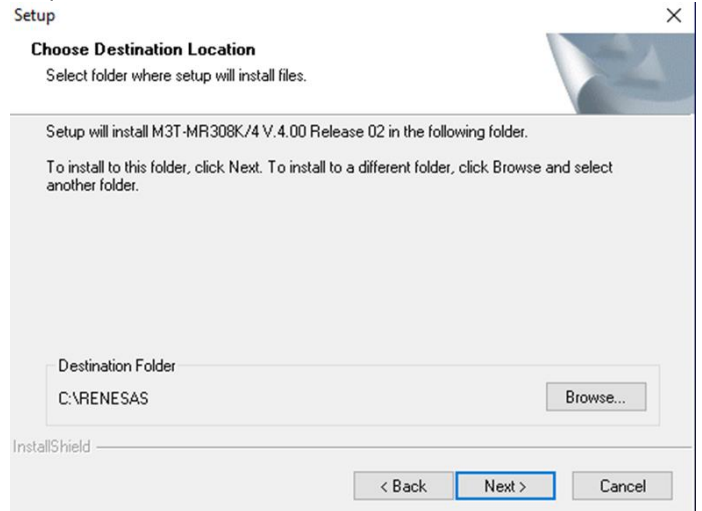 Setup
Choose Destination Location
Select folder where setup will install files.
Setup will install M3T-MR308K/4 V.4.00 Release 02 in the following folder.
To install to this folder, click Next. To install to a different folder, click Browse and select
another folder.
Destination Folder
C:\RENESAS
Browse...
InstallShield
< Back
Next >
Cancel